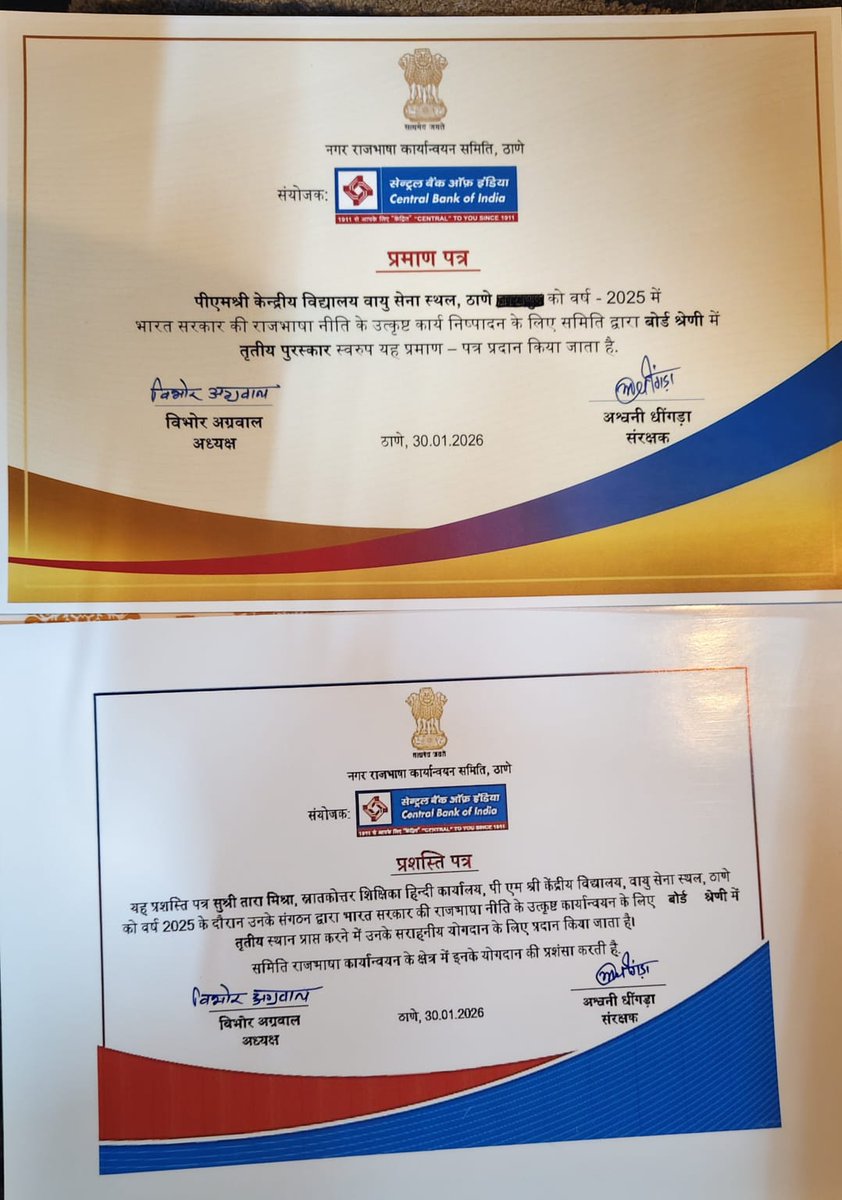 सत्यमेव जयते
नगर राजभाषा कार्यान्वयन समिति, ठाणे
संयोजक:
सेन्ट्रल बैंक ऑफ़ इंडिया
Central Bank of India
1911 से आपके लिए "केंद्रित" "CENTRAL" TO YOU SINCE 1911
प्रमाण पत्र
पीएमश्री केन्द्रीय विद्यालय वायु सेना स्थल, ठाणे को वर्ष - 2025 में
भारत सरकार की राजभाषा नीति के उत्कृष्ट कार्य निष्पादन के लिए समिति द्वारा बोर्ड श्रेणी में
तृतीय पुरस्कार स्वरुप यह प्रमाण – पत्र प्रदान किया जाता है.
विभोर अग्रवाल
विभोर अग्रवाल
अध्यक्ष
ठाणे, 30.01.2026
अश्वनी धींगड़ा
संरक्षक
सत्यमेव जयते
नगर राजभाषा कार्यान्वयन समिति, ठाणे
संयोजक:
सेन्ट्रल बैंक ऑफ़ इंडिया
Central Bank of India
1911 से आपके लिए "केंद्रित" "CENTRAL" TO YOU SINCE 1911
प्रशस्ति पत्र
यह प्रशस्ति पत्र सुश्री तारा मिश्रा, स्नातकोत्तर शिक्षिका हिन्दी कार्यालय, पी एम श्री केंद्रीय विद्यालय, वायु सेना स्थल, ठाणे
को वर्ष 2025 के दौरान उनके संगठन द्वारा भारत सरकार की राजभाषा नीति के उत्कृष्ट कार्यान्वयन के लिए बोर्ड श्रेणी में
तृतीय स्थान प्राप्त करने में उनके सराहनीय योगदान के लिए प्रदान किया जाता है।
समिति राजभाषा कार्यान्वयन के क्षेत्र में इनके योगदान की प्रशंसा करती है.
विभोर अग्रवाल
विभोर अग्रवाल
अध्यक्ष
ठाणे, 30.01.2026
अश्वनी धींगड़ा
संरक्षक